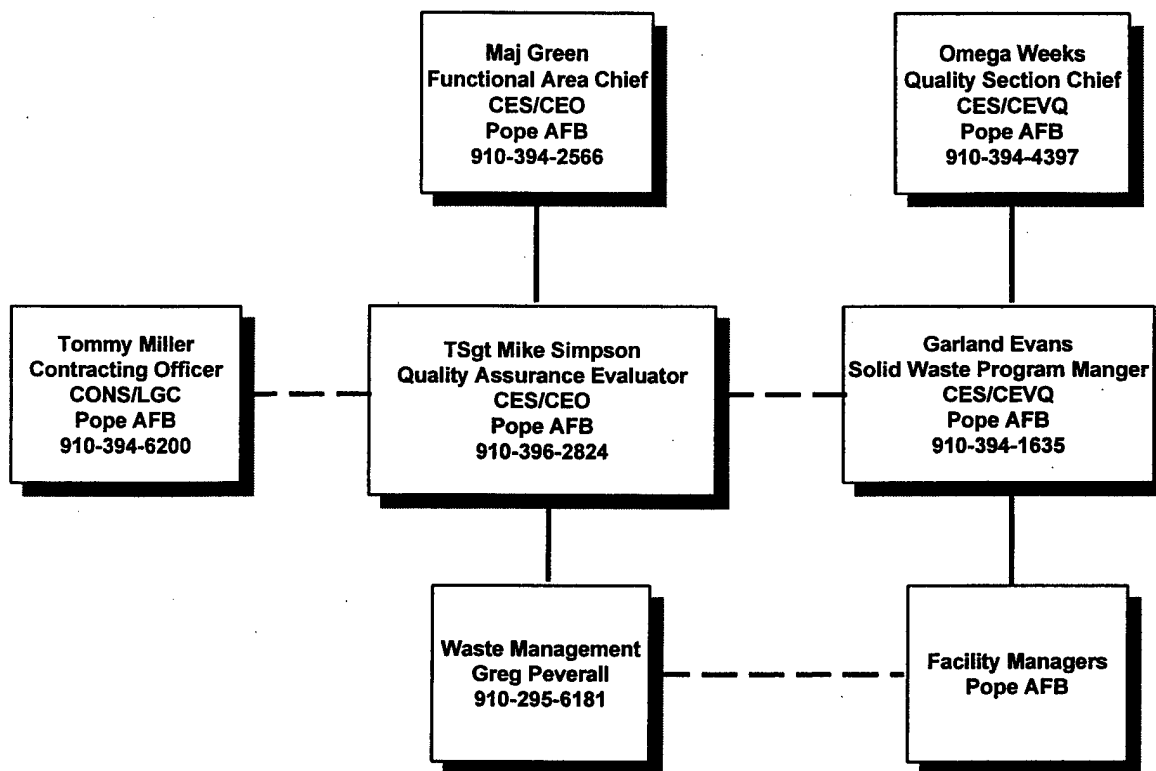 Maj Green
Functional Area Chief
CES/CEO
Pope AFB
910-394-2566
Omega Weeks
Quality Section Chief
CES/CEVQ
Pope AFB
910-394-4397
Tommy Miller
Contracting Officer
CONS/LGC
Pope AFB
910-394-6200
TSgt Mike Simpson
Quality Assurance Evaluator
CES/CEO
Pope AFB
910-396-2824
Garland Evans
Solid Waste Program Manger
CES/CEVQ
Pope AFB
910-394-1635
Waste Management
Greg Peverall
910-295-6181
Facility Managers
Pope AFB